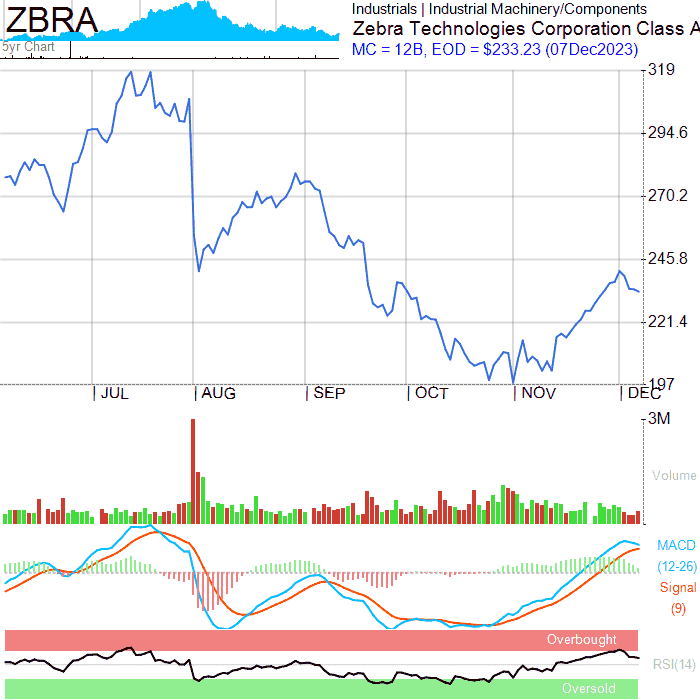 ZBRA
5yr Chart
Industrials | Industrial Machinery/Components
Zebra Technologies Corporation Class A
MC = 12B, EOD = $233.23 (07Dec2023)
319
294.6
270.2
245.8
221.4
197
JUL
AUG
SEP
OCT
NOV
DEC
3M
Volume
MACD
(12-26)
Signal
(9)
Overbought
RSI(14)
Oversold